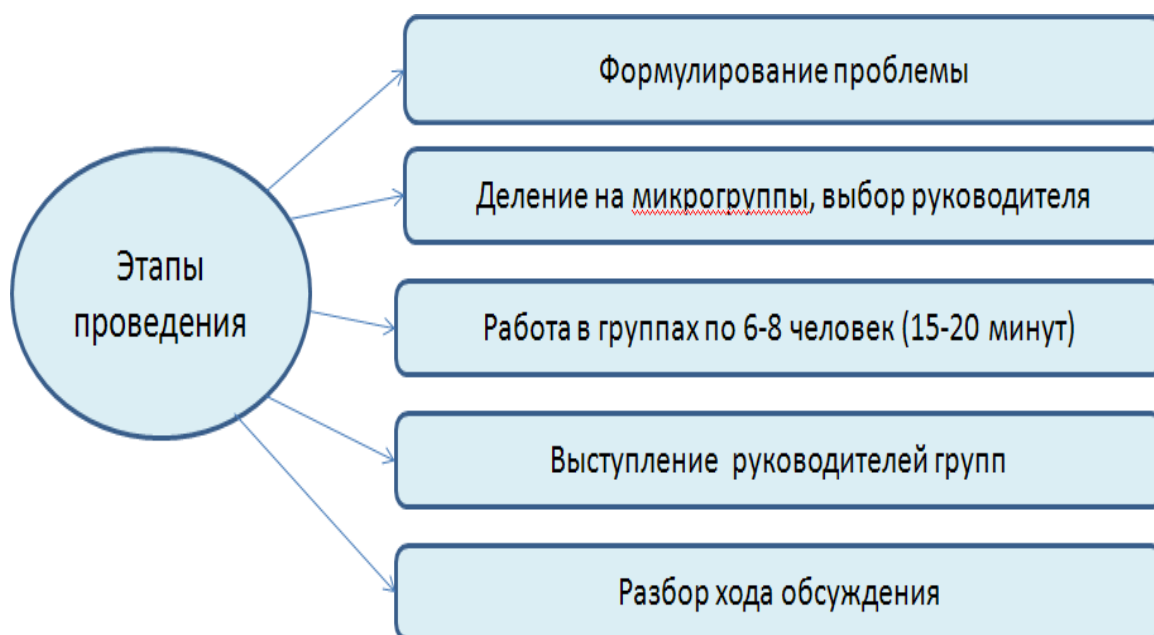 Этапы
проведения
Формулирование проблемы
Деление на микрогруппы, выбор руководителя
Работа в группах по 6-8 человек (15-20 минут)
Выступление руководителей групп
Разбор хода обсуждения